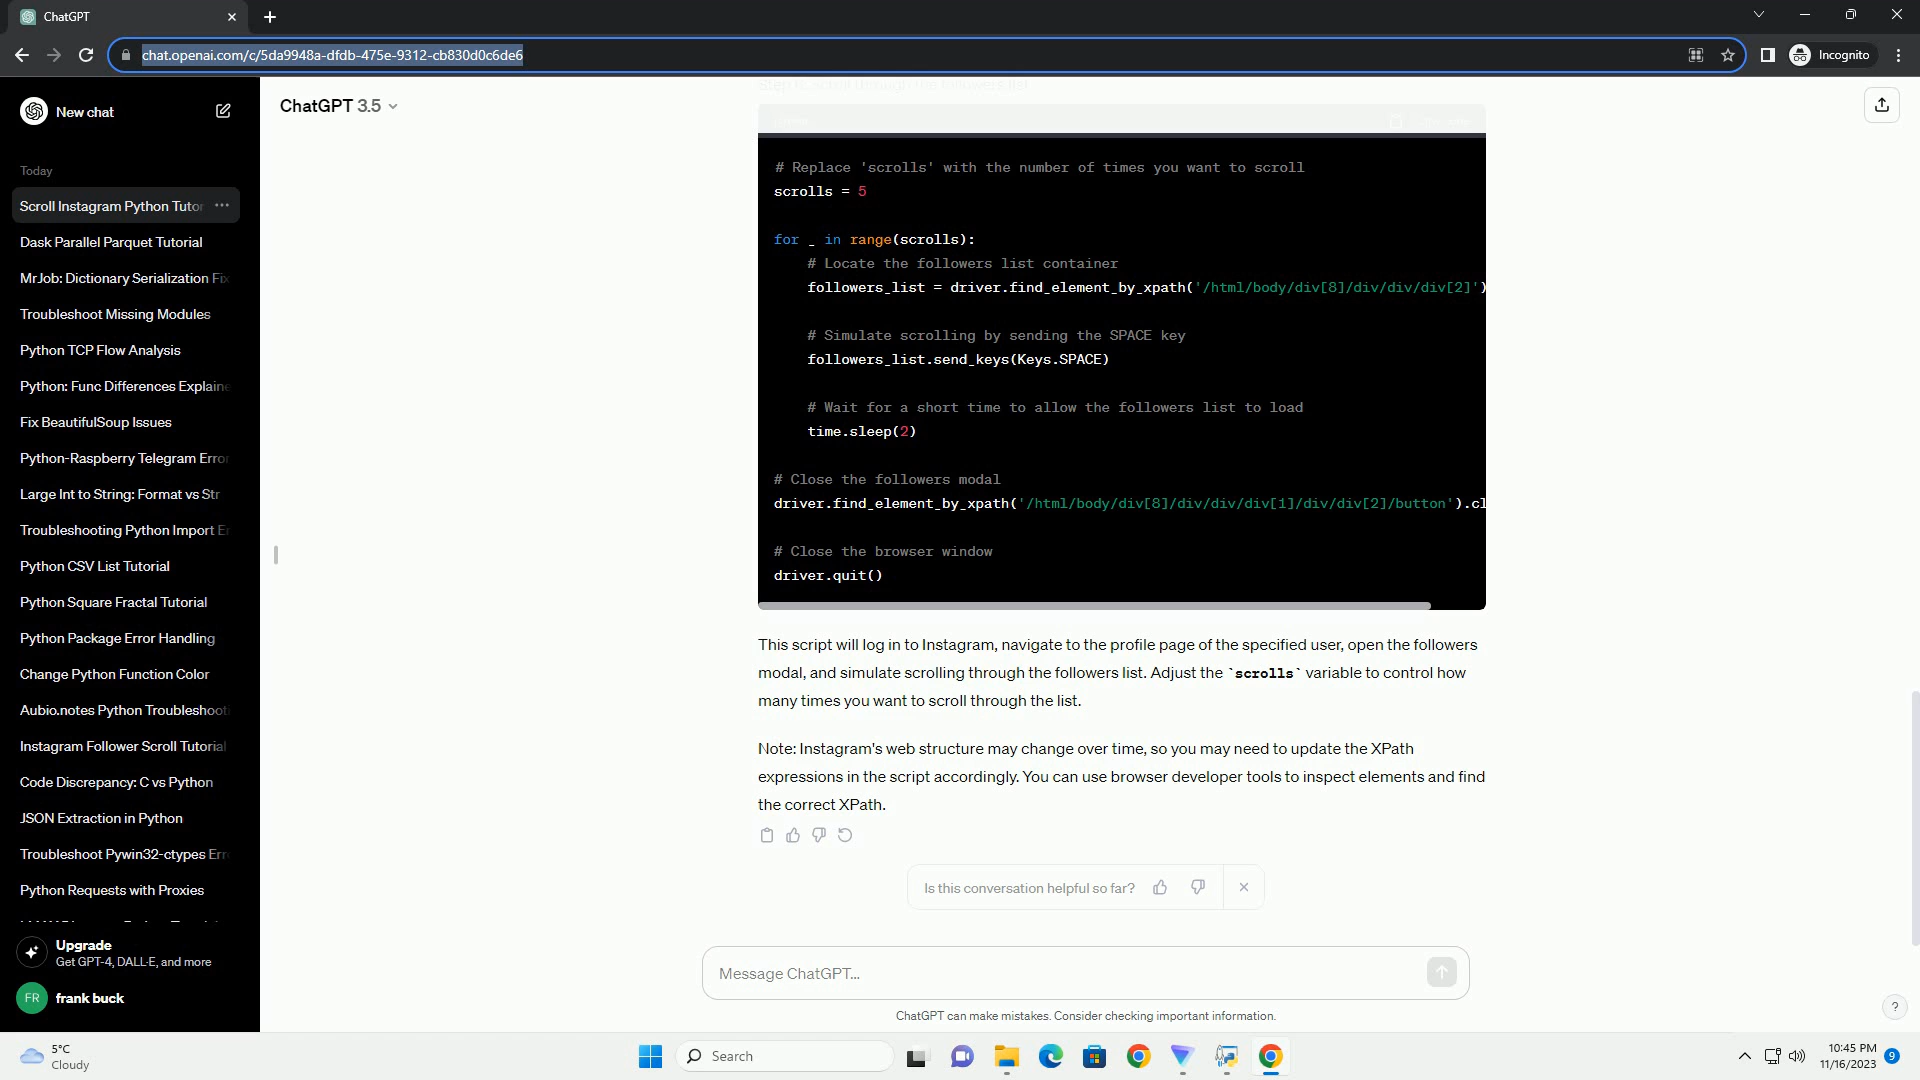 ChatGPT
chat.openai.com/c/5da9948a-dfdb-475e-9312-cb830d0c6de6
Incognito
New chat
ChatGPT 3.5
Today
Scroll Instagram Python Tutor
Dask Parallel Parquet Tutorial
MrJob: Dictionary Serialization Fix
Troubleshoot Missing Modules
Python TCP Flow Analysis
Python: Func Differences Explaine
Fix BeautifulSoup Issues
Python-Raspberry Telegram Error
Large Int to String: Format vs Str
Troubleshooting Python Import Er
Python CSV List Tutorial
Python Square Fractal Tutorial
Python Package Error Handling
Change Python Function Color
Aubio.notes Python Troubleshoot
Instagram Follower Scroll Tutorial
Code Discrepancy: C vs Python
JSON Extraction in Python
Troubleshoot Pywin32-ctypes Err
Python Requests with Proxies
Upgrade
Get GPT-4, DALL·E, and more
FR
frank buck
# Replace 'scrolls' with the number of times you want to scroll
scrolls = 5
for _ in range(scrolls):
# Locate the followers list container
followers_list = driver.find_element_by_xpath('/html/body/div[8]/div/div/div[2]')
# Simulate scrolling by sending the SPACE key
followers_list.send_keys(Keys.SPACE)
# Wait for a short time to allow the followers list to load
time.sleep(2)
# Close the followers modal
driver.find_element_by_xpath('/html/body/div[8]/div/div/div[1]/div/div[2]/button').cl
# Close the browser window
driver.quit()
This script will log in to Instagram, navigate to the profile page of the specified user, open the followers
modal, and simulate scrolling through the followers list. Adjust the `scrolls` variable to control how
many times you want to scroll through the list.
Note: Instagram's web structure may change over time, so you may need to update the XPath
expressions in the script accordingly. You can use browser developer tools to inspect elements and find
the correct XPath.
Is this conversation helpful so far?
Message ChatGPT...
ChatGPT can make mistakes. Consider checking important information.
?
5°C
Cloudy
Search
10:45 PM
11/16/2023
9